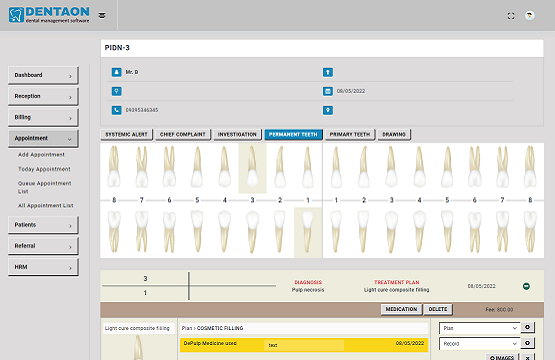 DENTAON
dental management software
PIDN-3
Dashboard
Reception
Billing
Appointment
Add Appointment
Today Appointment
Queue Appointment
List
All Appointment List
Patients
Referral
HRM
Mr. B
08/05/2022
09395346345
SYSTEMIC ALERT
CHIEF COMPLAINT
INVESTIGATION
PERMANENT TEETH
PRIMARY TEETH
DRAWING
8 7 6 5 4 3 2 1 1 2 3 4 5 6 7 8
3
1
DIAGNOSIS
Pulp necrosis
TREATMENT PLAN
Light cure composite filling
08/05/2022
MEDICATION
DELETE
Fee: 800.00
Light cure composite filling
Plan > COSMETIC FILLING
DePulp Medicine used
text
08/05/2022
Plan
Record
IMAGES
X